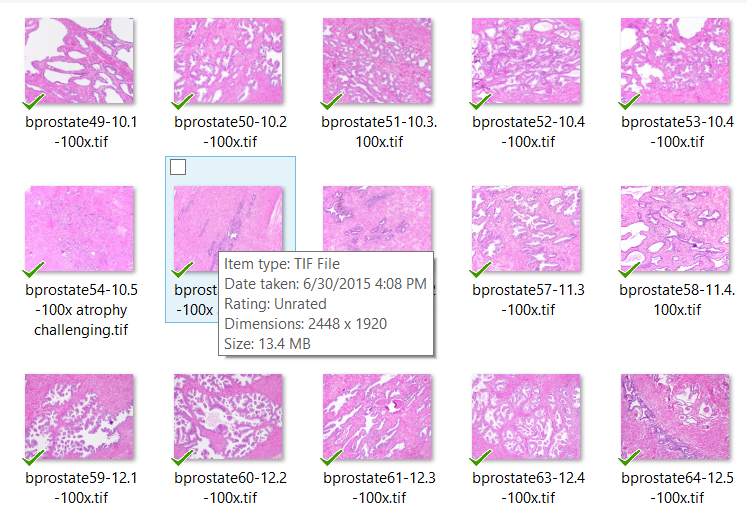 bprostate49-10.1
-100x.tif
bprostate50-10.2
-100x.tif
bprostate51-10.3.
100x.tif
bprostate52-10.4
-100x.tif
bprostate53-10.4
-100x.tif
bprostate54-10.5
-100x atrophy
challenging.tif
Item type: TIF File
Date taken: 6/30/2015 4:08 PM
Rating: Unrated
Dimensions: 2448 x 1920
Size: 13.4 MB
bprostate57-11.3
-100x.tif
bprostate58-11.4.
100x.tif
bprostate59-12.1
-100x.tif
bprostate60-12.2
-100x.tif
bprostate61-12.3
-100x.tif
bprostate63-12.4
-100x.tif
bprostate64-12.5
-100x.tif